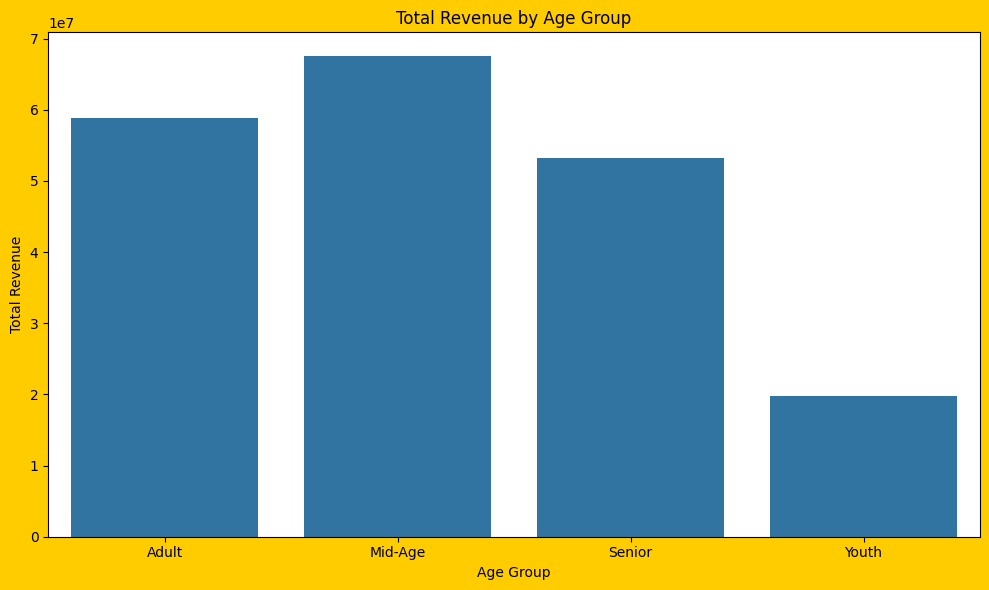 Total Revenue by Age Group
1e7
7
6
5
4
3
2
1
0
Total Revenue
Adult
Mid-Age
Senior
Youth
Age Group